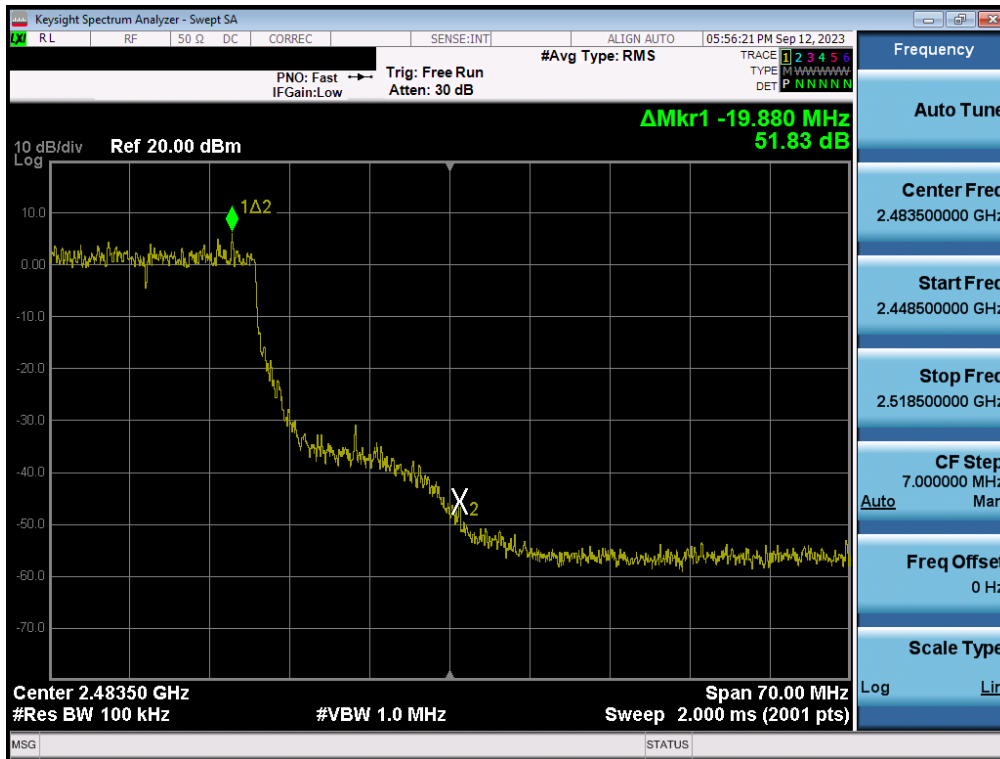 Keysight Spectrum Analyzer - Swept SA
LXI RL RF 50 Ω DC CORREC SENSE:INT ALIGN AUTO 05:56:21 PM Sep 12, 2023
#Avg Type: RMS
TRACE 1 2 3 4 5 6
TYPE M WWWWW
DET P N N N N N
PNO: Fast
IFGain:Low
Trig: Free Run
Atten: 30 dB
ΔMkr1 -19.880 MHz
51.83 dB
10 dB/div Ref 20.00 dBm
Log
10.0
0.00
-10.0
-20.0
-30.0
-40.0
-50.0
-60.0
-70.0
1Δ2
X2
Center 2.48350 GHz
Span 70.00 MHz
#Res BW 100 kHz
#VBW 1.0 MHz
Sweep 2.000 ms (2001 pts)
MSG
STATUS
Frequency
Auto Tune
Center Freq
2.483500000 GHz
Start Freq
2.448500000 GHz
Stop Freq
2.518500000 GHz
CF Step
7.000000 MHz
Auto Man
Freq Offset
0 Hz
Scale Type
Log Lin